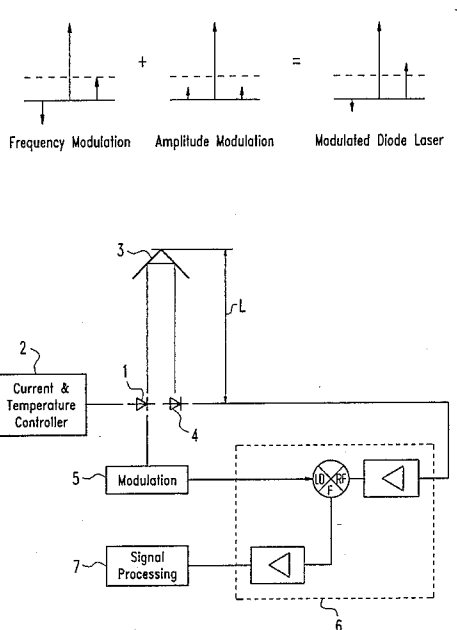 +
=
Frequency Modulation
Amplitude Modulation
Modulated Diode Laser
3
L
2
1
Current &
Temperature
Controller
4
5
Modulation
LO
RF
F
7
Signal
Processing
6